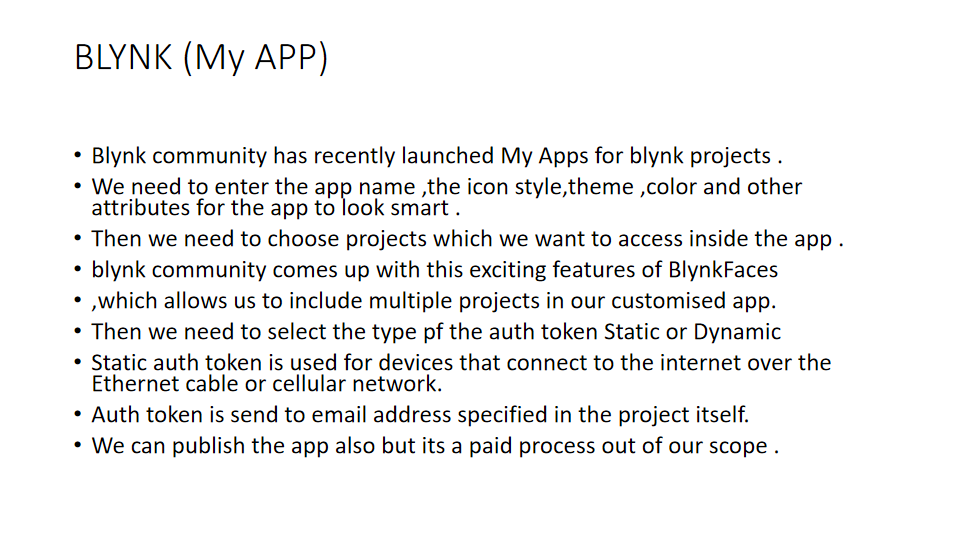 BLYNK (My APP)
• Blynk community has recently launched My Apps for blynk projects .
• We need to enter the app name ,the icon style,theme ,color and other
attributes for the app to look smart .
• Then we need to choose projects which we want to access inside the app .
• blynk community comes up with this exciting features of BlynkFaces
• ,which allows us to include multiple projects in our customised app.
• Then we need to select the type pf the auth token Static or Dynamic
• Static auth token is used for devices that connect to the internet over the
Ethernet cable or cellular network.
• Auth token is send to email address specified in the project itself.
• We can publish the app also but its a paid process out of our scope .